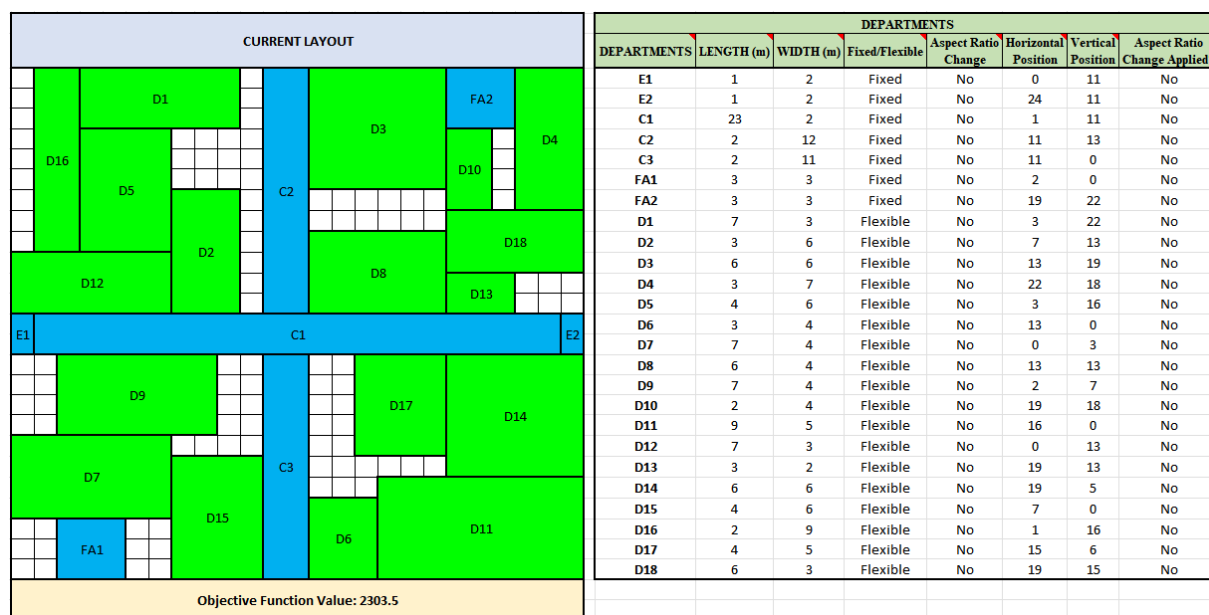 CURRENT LAYOUT
D1
FA2
D3
D4
D16
D10
D5
C2
D2
D18
D8
D12
D13
E1
C1
E2
D9
D17
D14
D7
C3
D15
D6
D11
FA1
Objective Function Value: 2303.5
DEPARTMENTS
DEPARTMENTS LENGTH (m) WIDTH (m) Fixed/Flexible Aspect Ratio Change Horizontal Position Vertical Position Aspect Ratio Change Applied
E1 1 2 Fixed No 0 11 No
E2 1 2 Fixed No 24 11 No
C1 23 2 Fixed No 1 11 No
C2 2 12 Fixed No 11 13 No
C3 2 11 Fixed No 11 0 No
FA1 3 3 Fixed No 2 0 No
FA2 3 3 Fixed No 19 22 No
D1 7 3 Flexible No 3 22 No
D2 3 6 Flexible No 7 13 No
D3 6 6 Flexible No 13 19 No
D4 3 7 Flexible No 22 18 No
D5 4 6 Flexible No 3 16 No
D6 3 4 Flexible No 13 0 No
D7 7 4 Flexible No 0 3 No
D8 6 4 Flexible No 13 13 No
D9 7 4 Flexible No 2 7 No
D10 2 4 Flexible No 19 18 No
D11 9 5 Flexible No 16 0 No
D12 7 3 Flexible No 0 13 No
D13 3 2 Flexible No 19 13 No
D14 6 6 Flexible No 19 5 No
D15 4 6 Flexible No 7 0 No
D16 2 9 Flexible No 1 16 No
D17 4 5 Flexible No 15 6 No
D18 6 3 Flexible No 19 15 No